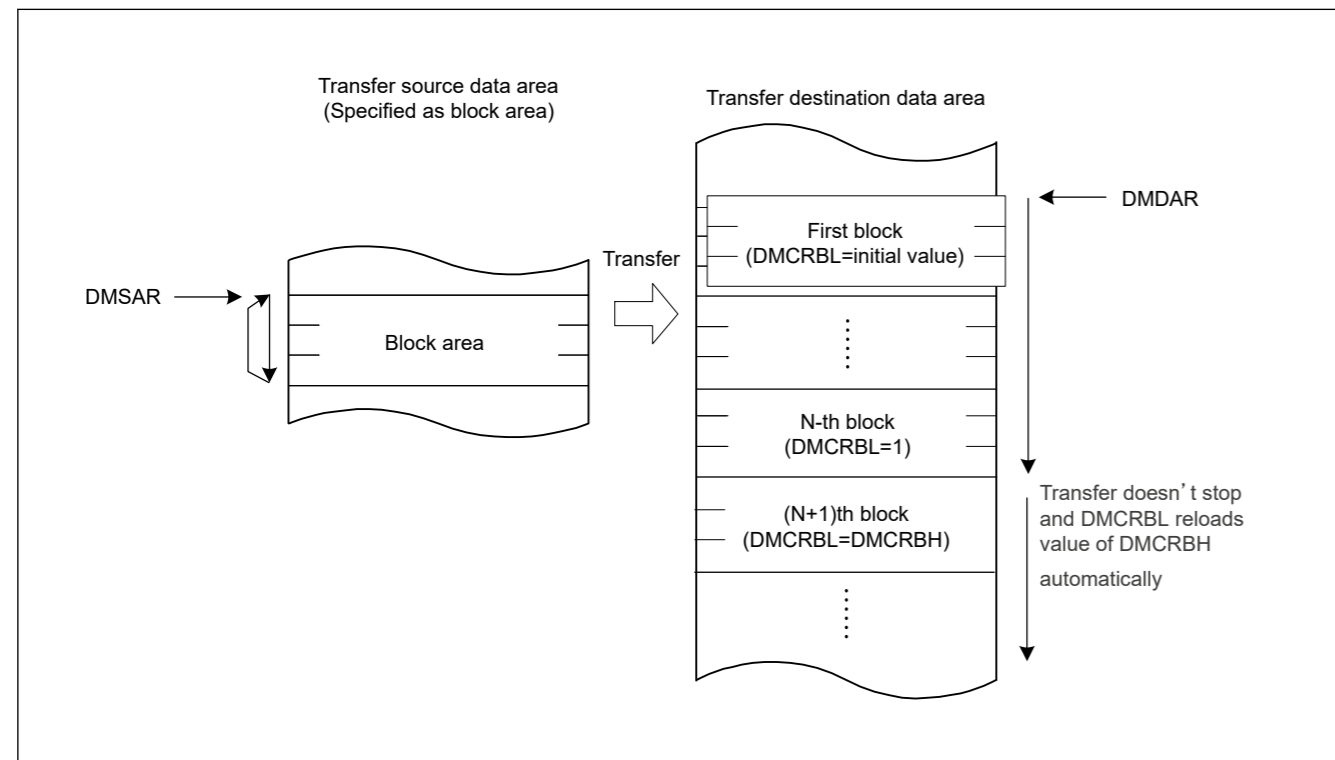 Transfer source data area
(Specified as block area)
Transfer destination data area
DMDAR
First block
(DMCRBL=initial value)
Transfer
DMSAR
Block area
N-th block
(DMCRBL=1)
(N+1)th block
(DMCRBL=DMCRBH)
Transfer doesn’t stop
and DMCRBL reloads
value of DMCRBH
automatically